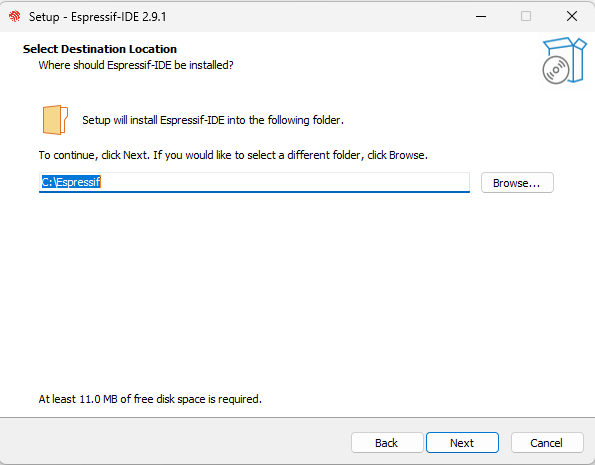 Setup - Espressif-IDE 2.9.1
Select Destination Location
Where should Espressif-IDE be installed?
Setup will install Espressif-IDE into the following folder.
To continue, click Next. If you would like to select a different folder, click Browse.
C:\Espressif
Browse...
At least 11.0 MB of free disk space is required.
Back
Next
Cancel